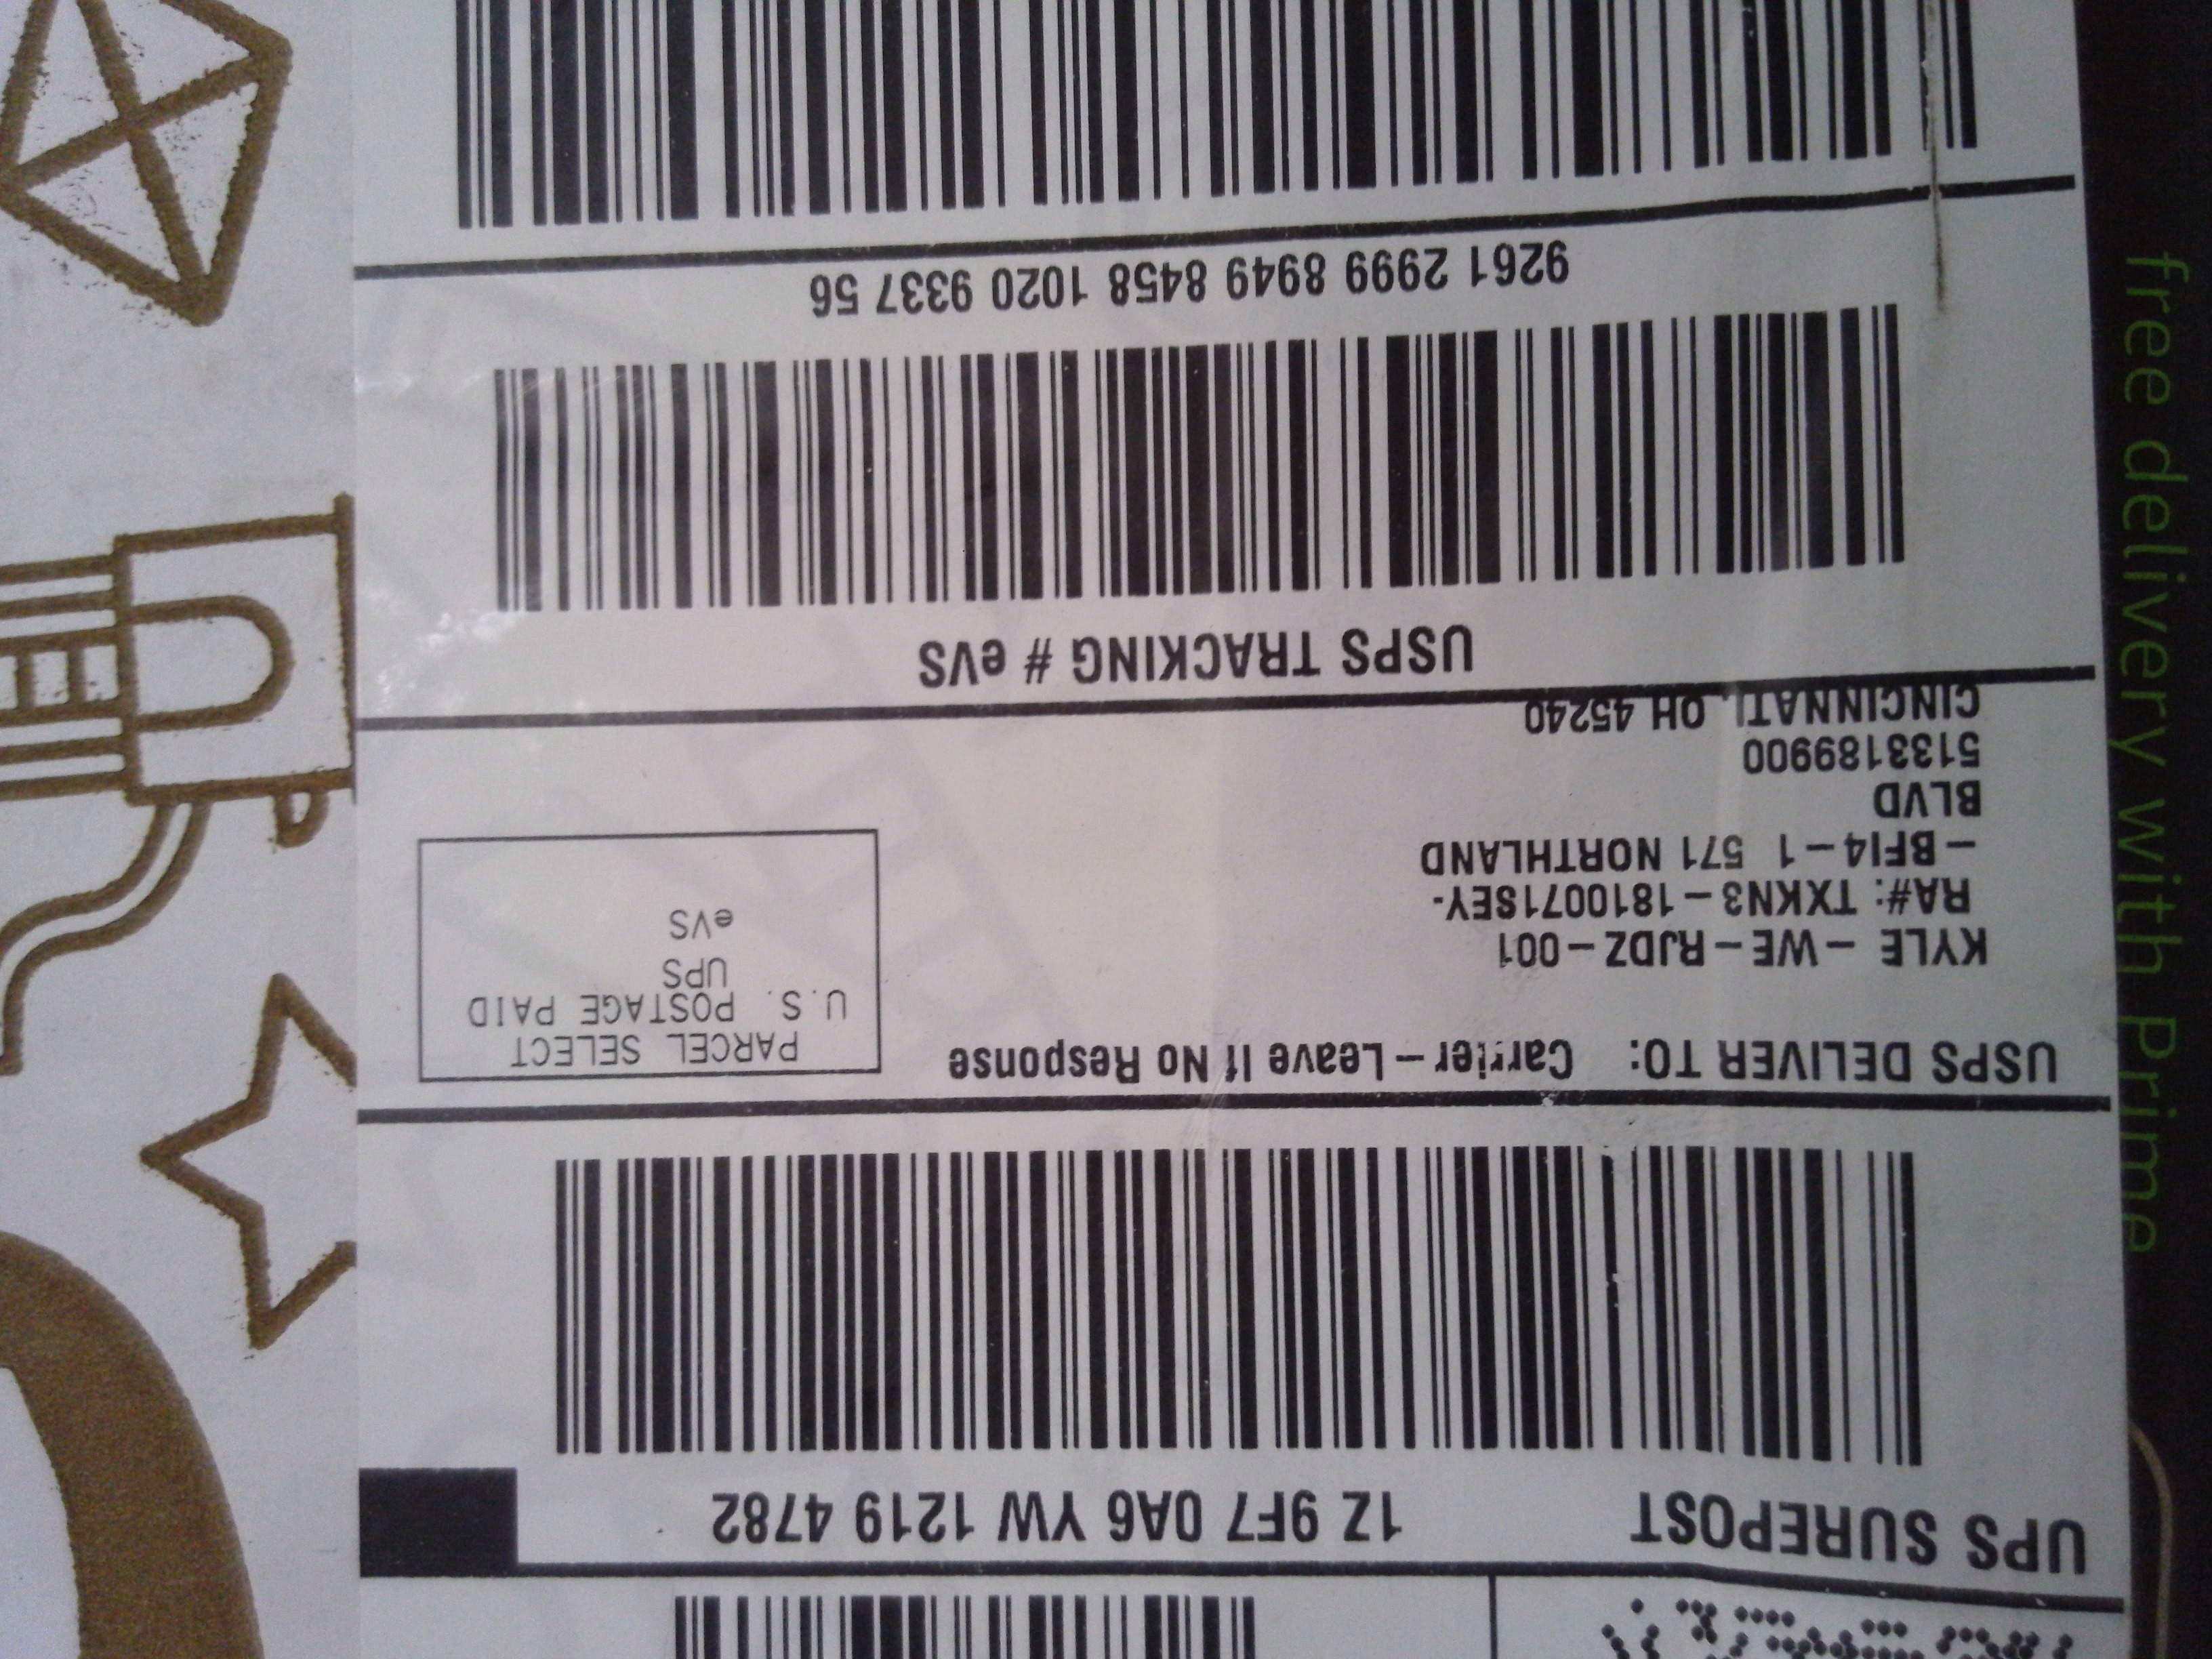 UPS SUREPOST 1Z 9F7 0A6 YW 1219 4782
USPS DELIVER TO: Carrier – Leave If No Response
KYLE – WE – RJDZ – 001
RA#: TXKN3 – 1810071SEY-
– BFI4 – 1 571 NORTHLAND
BLVD
5133189900
CINCINNATI, OH 45240
PARCEL SELECT
U.S. POSTAGE PAID
UPS
eVS
USPS TRACKING # eVS
9261 2999 8949 8458 1020 9337 56
free delivery with Prime